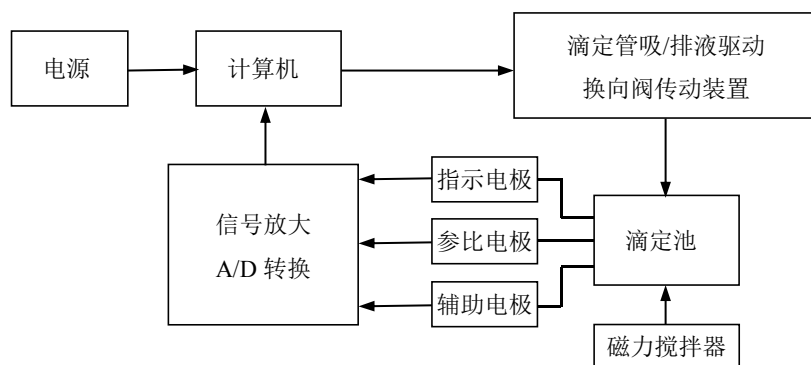 电源
计算机
滴定管吸/排液驱动
换向阀传动装置
信号放大
A/D 转换
指示电极
参比电极
辅助电极
滴定池
磁力搅拌器